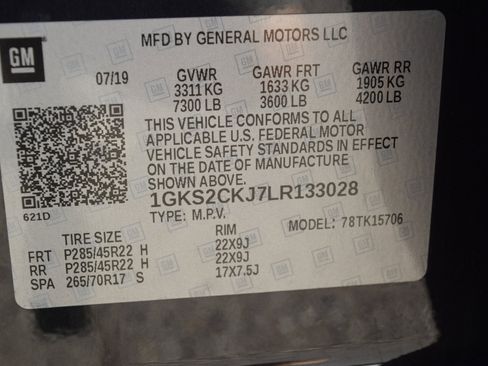 GM
MFD BY GENERAL MOTORS LLC
07/19 GVWR GAWR FRT GAWR RR
3311 KG 1633 KG 1905 KG
7300 LB 3600 LB 4200 LB
THIS VEHICLE CONFORMS TO ALL
APPLICABLE U.S. FEDERAL MOTOR
VEHICLE SAFETY STANDARDS IN EFFECT
ON THE DATE OF MANUFACTURE
SHOWN ABOVE.
621D
1GKS2CKJ7LR133028
TYPE: M.P.V. MODEL: 78TK15706
TIRE SIZE RIM
FRT P285/45R22 H 22X9J
RR P285/45R22 H 22X9J
SPA 265/70R17 S 17X7.5J